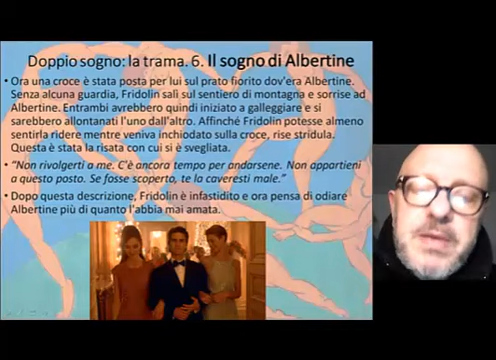 Doppio sogno: la trama. 6. Il sogno di Albertine
• Ora una croce è stata posta per lui sul prato fiorito dov'era Albertine.
Senza alcuna guardia, Fridolin salì sul sentiero di montagna e sorrise ad
Albertine. Entrambi avrebbero quindi iniziato a galleggiare e si
sarebbero allontanati l'uno dall'altro. Affinché Fridolin potesse almeno
sentirla ridere mentre veniva inchiodato sulla croce, rise stridula.
Questa è stata la risata con cui si è svegliata.
• "Non rivolgerti a me. C'è ancora tempo per andarsene. Non appartieni
a questo posto. Se fosse scoperto, te la caveresti male."
• Dopo questa descrizione, Fridolin è infastidito e ora pensa di odiare
Albertine più di quanto l'abbia mai amata.